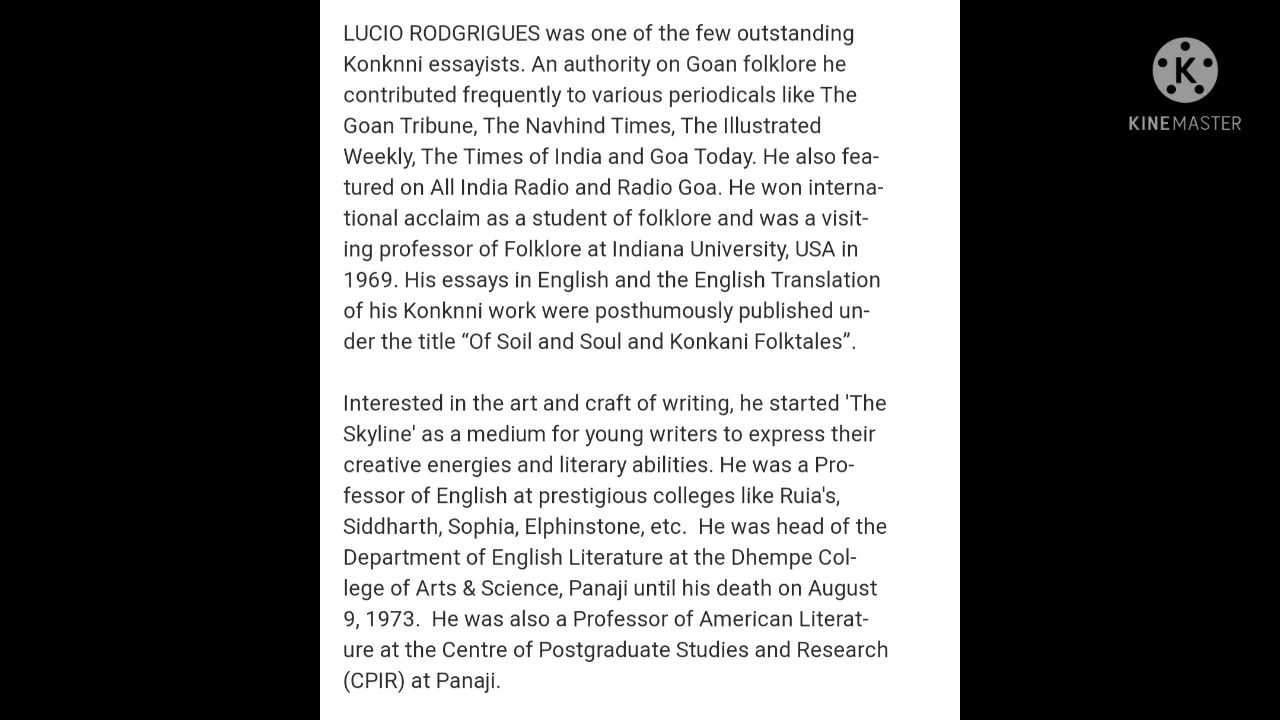 LUCIO RODGRIGUES was one of the few outstanding
Konknni essayists. An authority on Goan folklore he
contributed frequently to various periodicals like The
Goan Tribune, The Navhind Times, The Illustrated
Weekly, The Times of India and Goa Today. He also fea-
tured on All India Radio and Radio Goa. He won interna-
tional acclaim as a student of folklore and was a visit-
ing professor of Folklore at Indiana University, USA in
1969. His essays in English and the English Translation
of his Konknni work were posthumously published un-
der the title “Of Soil and Soul and Konkani Folktales”.
Interested in the art and craft of writing, he started 'The
Skyline' as a medium for young writers to express their
creative energies and literary abilities. He was a Pro-
fessor of English at prestigious colleges like Ruia's,
Siddharth, Sophia, Elphinstone, etc.  He was head of the
Department of English Literature at the Dhempe Col-
lege of Arts & Science, Panaji until his death on August
9, 1973.  He was also a Professor of American Literat-
ure at the Centre of Postgraduate Studies and Research
(CPIR) at Panaji.
K
KINEMASTER